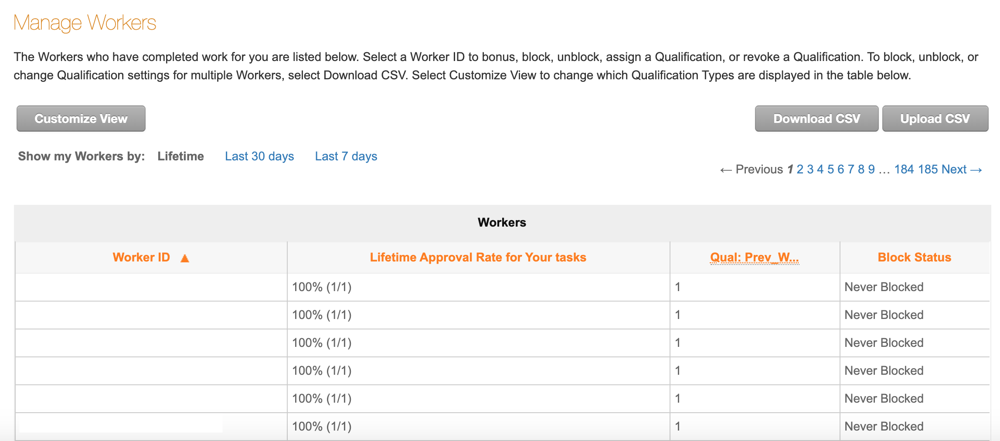 Manage Workers
The Workers who have completed work for you are listed below. Select a Worker ID to bonus, block, unblock, assign a Qualification, or revoke a Qualification. To block, unblock, or
change Qualification settings for multiple Workers, select Download CSV. Select Customize View to change which Qualification Types are displayed in the table below.
Customize View Download CSV Upload CSV
Show my Workers by: Lifetime Last 30 days Last 7 days
← Previous 1 2 3 4 5 6 7 8 9 … 184 185 Next →
Workers
Worker ID ▲ Lifetime Approval Rate for Your tasks Qual: Prev_W... Block Status
100% (1/1) 1 Never Blocked
100% (1/1) 1 Never Blocked
100% (1/1) 1 Never Blocked
100% (1/1) 1 Never Blocked
100% (1/1) 1 Never Blocked
100% (1/1) 1 Never Blocked